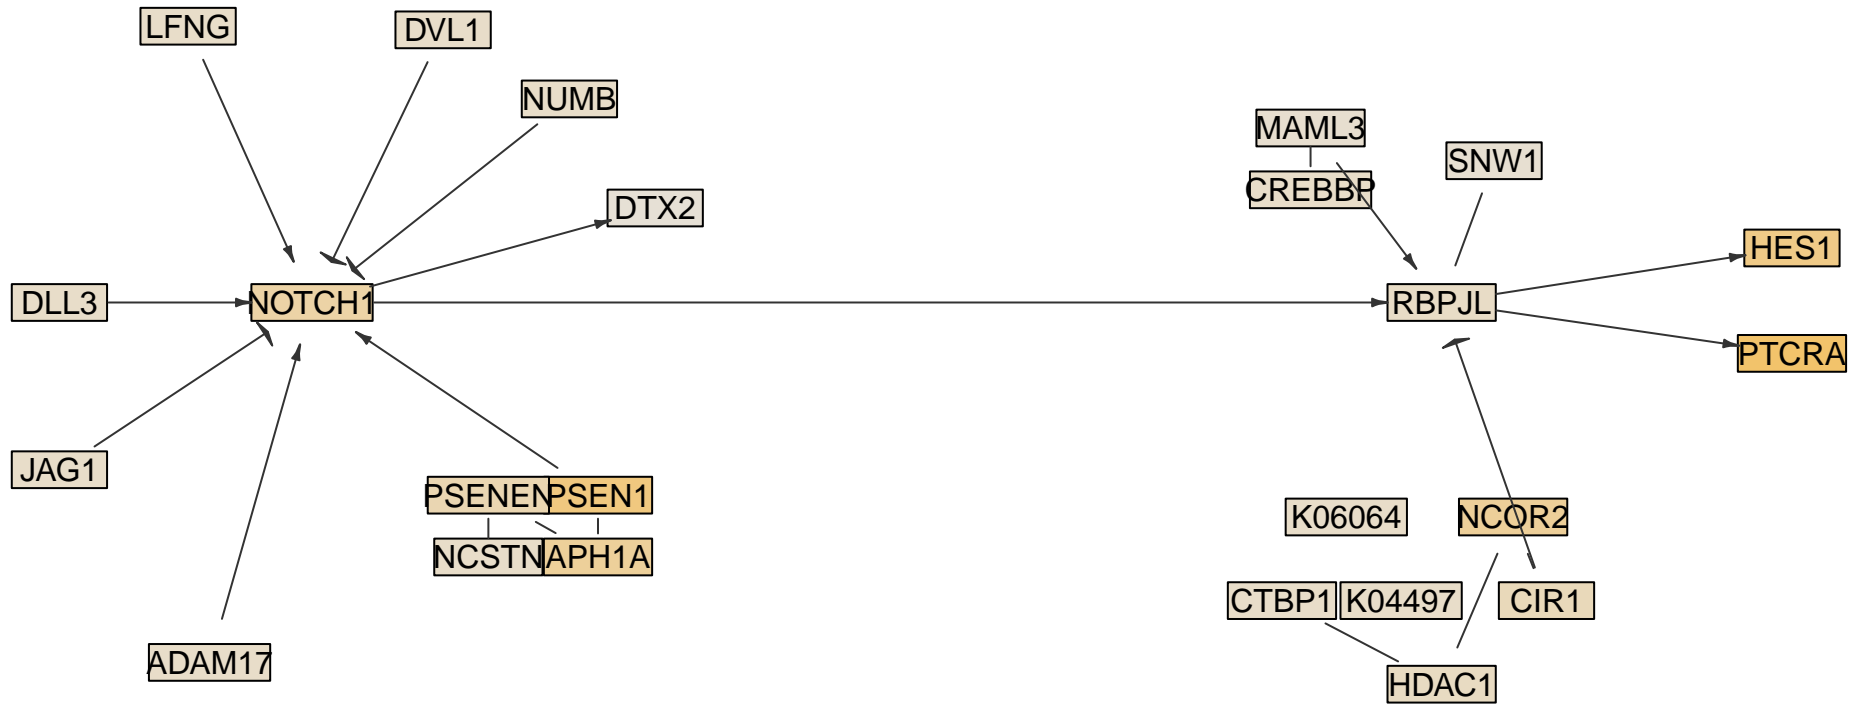 LFNG
DVL1
NUMB
MAML3
SNW1
CREBBP
DTX2
HES1
DLL3
NOTCH1
RBPJL
PTCRA
JAG1
PSENEN
PSEN1
K06064
NCOR2
NCSTN
APH1A
CTBP1
K04497
CIR1
ADAM17
HDAC1